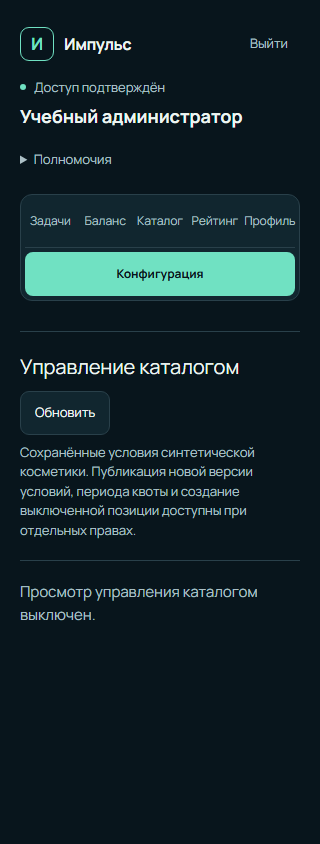 И Импульс Выйти
Доступ подтверждён
Учебный администратор
Полномочия
Задачи Баланс Каталог Рейтинг Профиль
Конфигурация
Управление каталогом
Обновить
Сохранённые условия синтетической
косметики. Публикация новой версии
условий, периода квоты и создание
выключенной позиции доступны при
отдельных правах.
Просмотр управления каталогом
выключен.